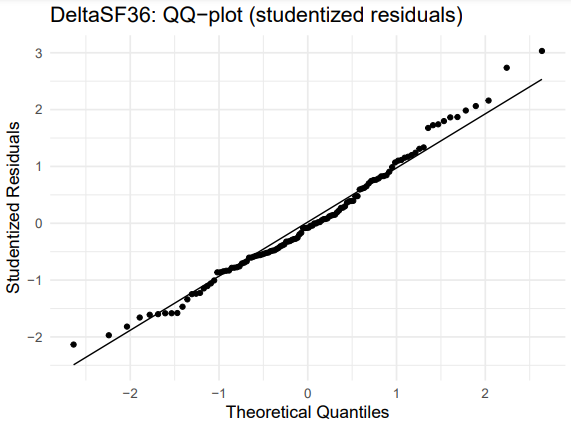 DeltaSF36: QQ−plot (studentized residuals)
3
2
1
0
−1
−2
Studentized Residuals
−2 −1 0 1 2
Theoretical Quantiles